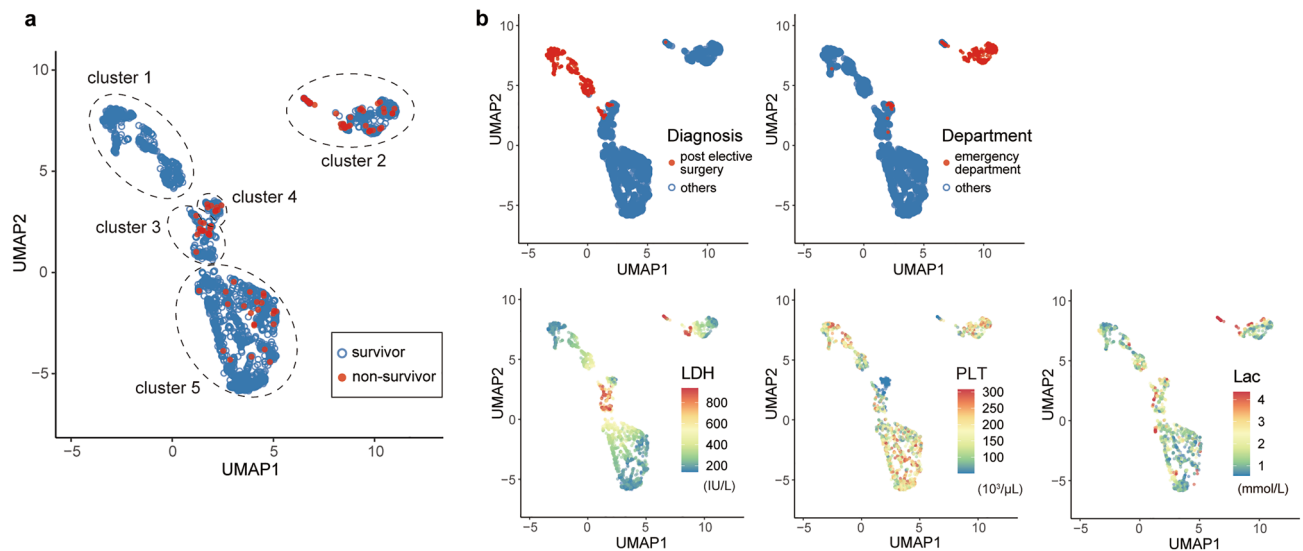 a
10
5
0
−5
−5
0
5
10
UMAP2
UMAP1
cluster 1
cluster 2
cluster 4
cluster 3
cluster 5
survivor
non-survivor
b
10
5
0
−5
−5
0
5
10
UMAP2
UMAP1
Diagnosis
post elective
surgery
others
10
5
0
−5
−5
0
5
10
UMAP2
UMAP1
Department
emergency
department
others
10
5
0
−5
−5
0
5
10
UMAP2
UMAP1
LDH
800
600
400
200
(IU/L)
10
5
0
−5
−5
0
5
10
UMAP2
UMAP1
PLT
300
250
200
150
100
(10³/μL)
10
5
0
−5
−5
0
5
10
UMAP2
UMAP1
Lac
4
3
2
1
(mmol/L)